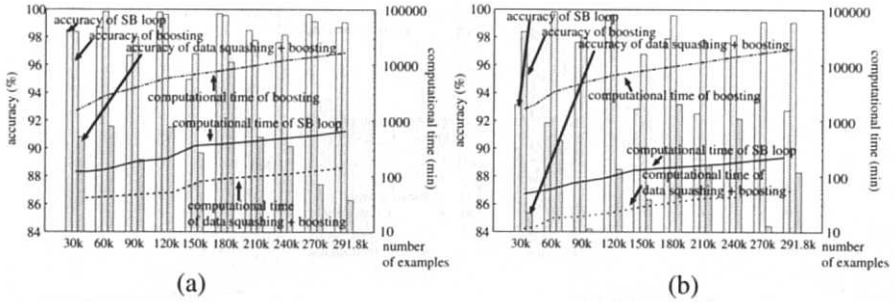 100
98
96
94
92
90
88
86
84
accuracy (%)
accuracy of SB loop
accuracy of boosting
accuracy of data squashing + boosting
computational time of boosting
computational time of SB loop
computational time
of data squashing + boosting
100000
10000
1000
100
10
computational time (min)
30k 60k 90k 120k 150k 180k 210k 240k 270k 291.8k
number
of examples
(a)
100
98
96
94
92
90
88
86
84
accuracy (%)
accuracy of SB loop
accuracy of boosting
accuracy of data squashing + boosting
computational time of boosting
computational time of SB loop
computational time of
data squashing + boosting
100000
10000
1000
100
10
computational time (min)
30k 60k 90k 120k 150k 180k 210k 240k 270k 291.8k
number
of examples
(b)